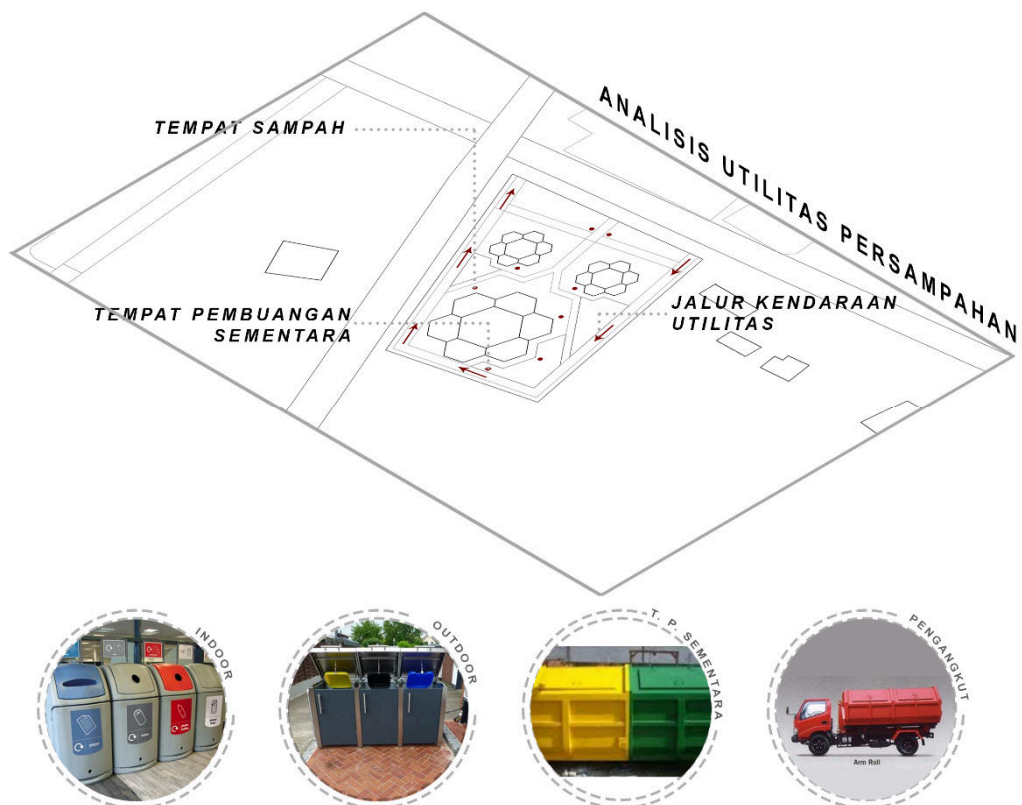 ANALISIS UTILITAS PERSAMPAHAN
TEMPAT SAMPAH
TEMPAT PEMBUANGAN
SEMENTARA
JALUR KENDARAAN
UTILITAS
INDOOR
OUTDOOR
T. P. SEMENTARA
PENGANGKUT
Arm Roll